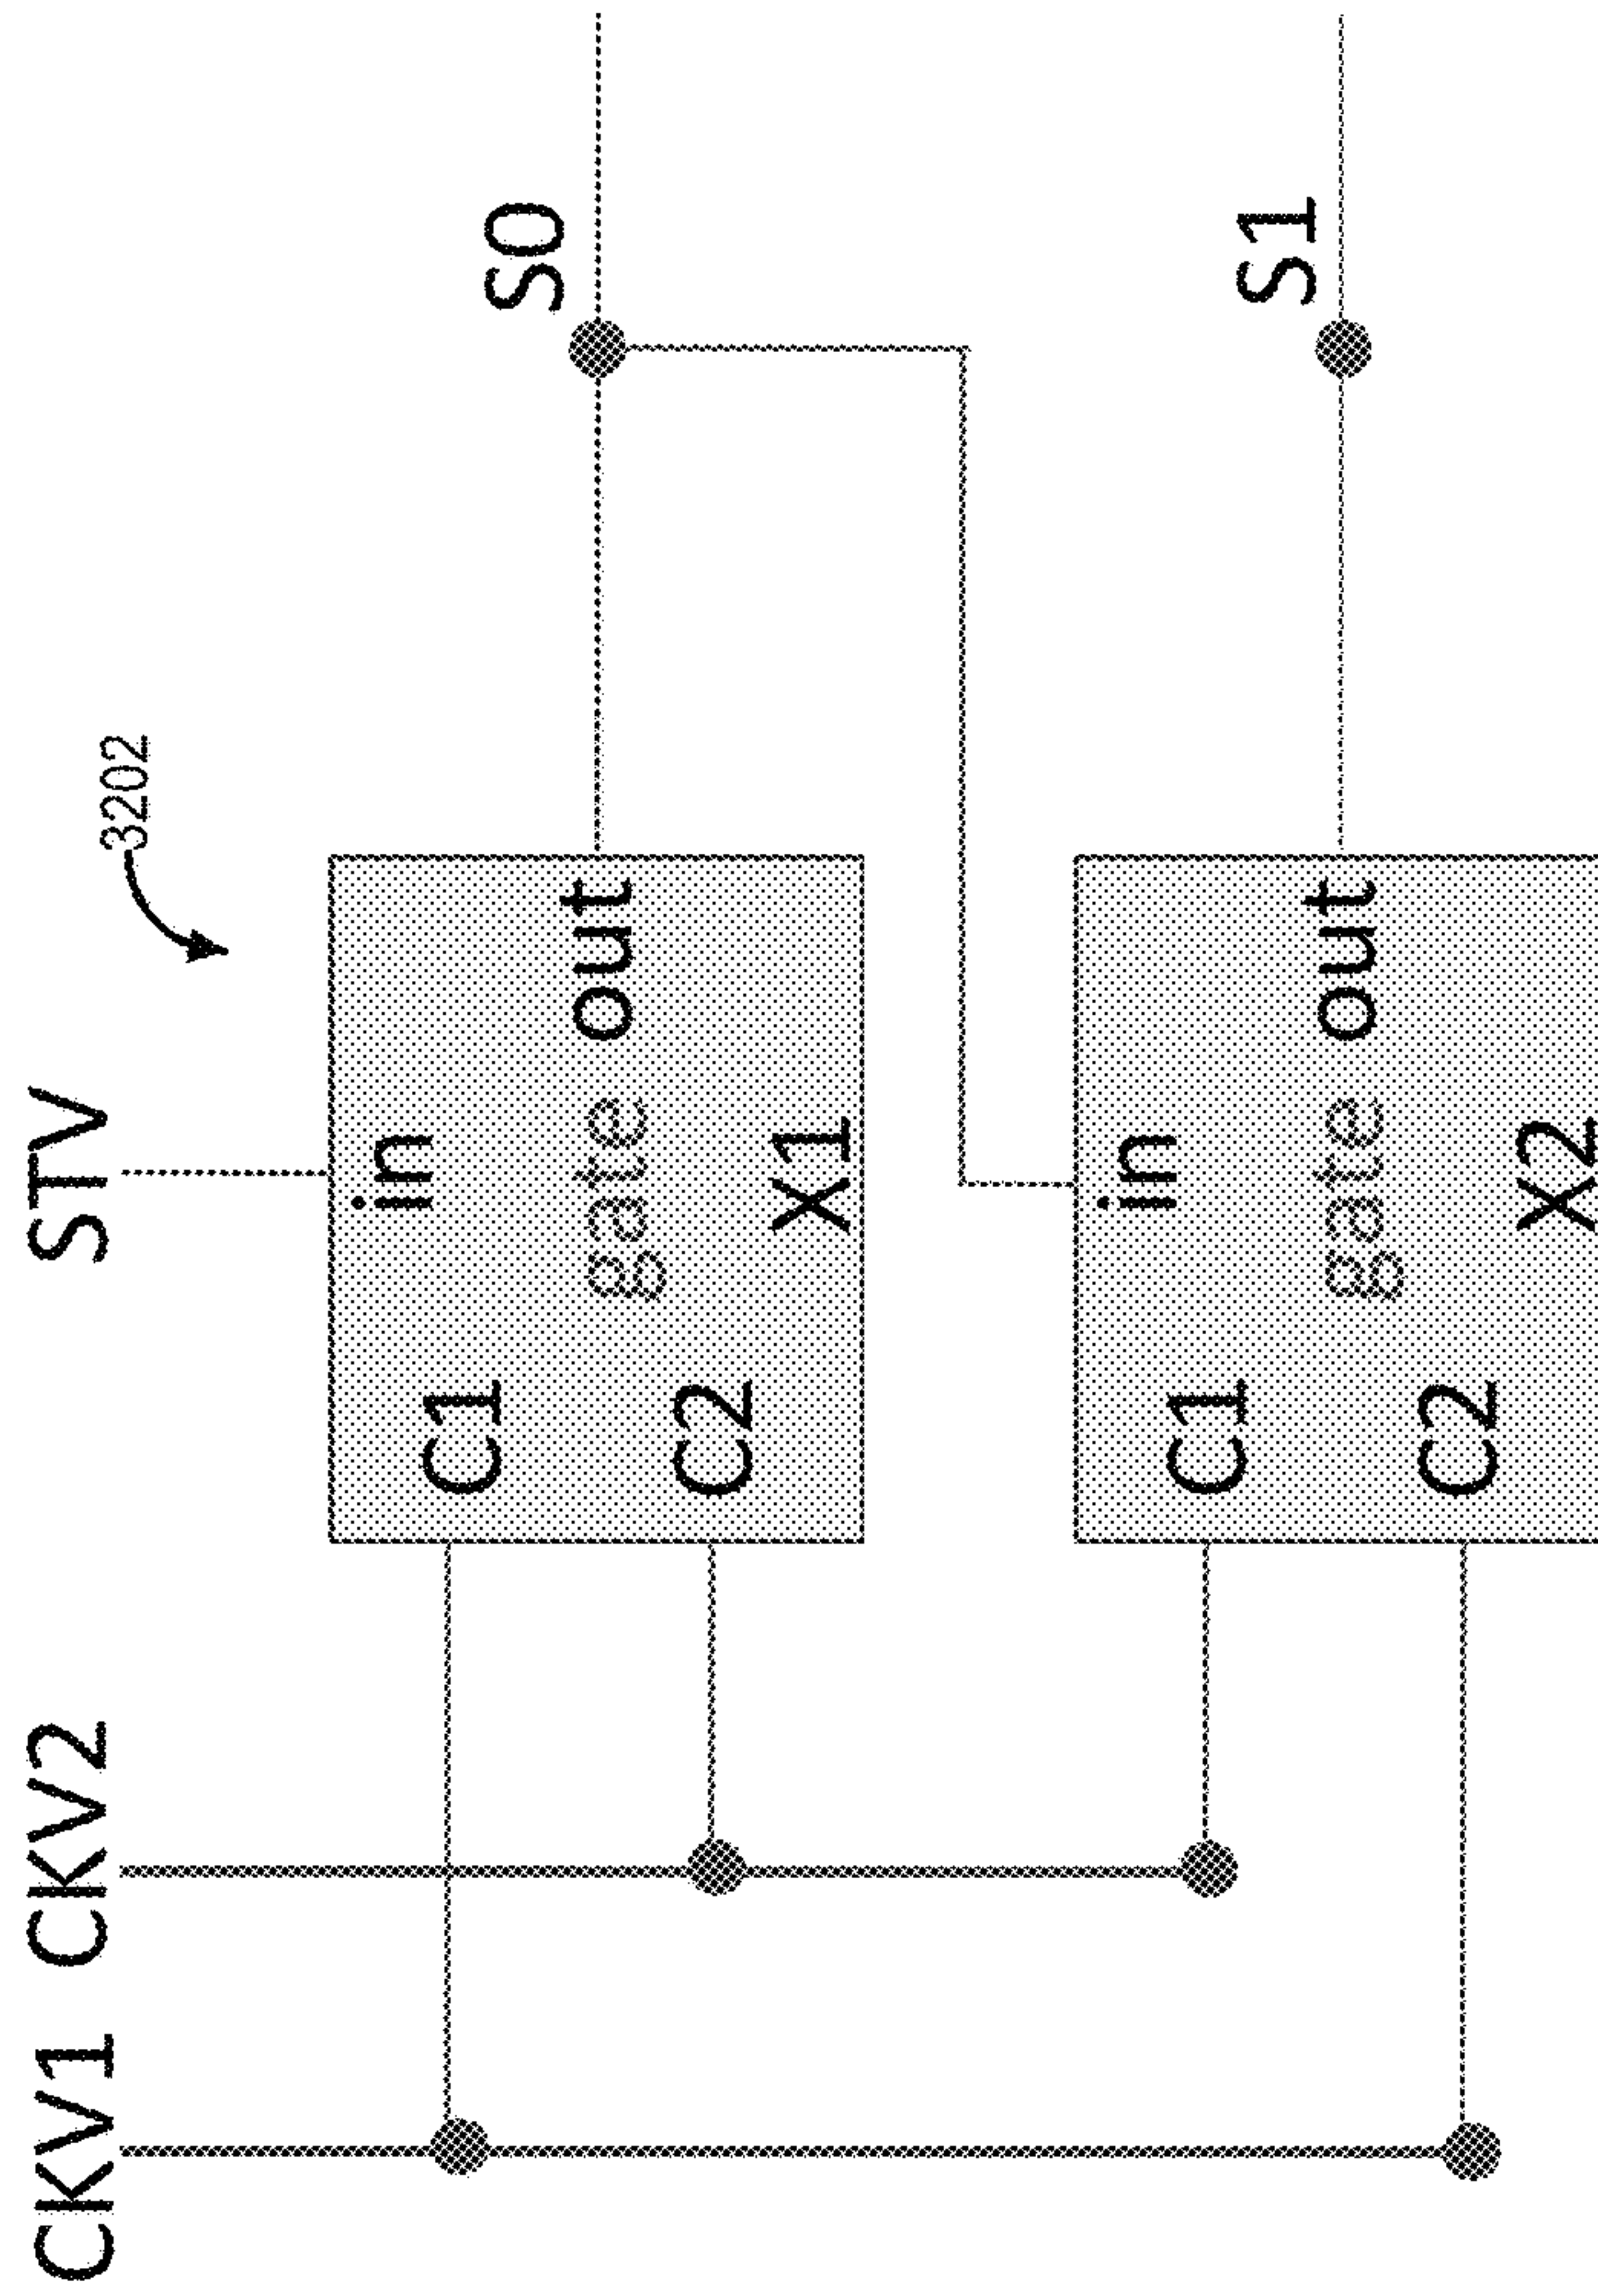 CKV1 CKV2 STV
3202
in
C1
S0
gate out
C2
X1
in
C1
S1
gate out
C2
X2